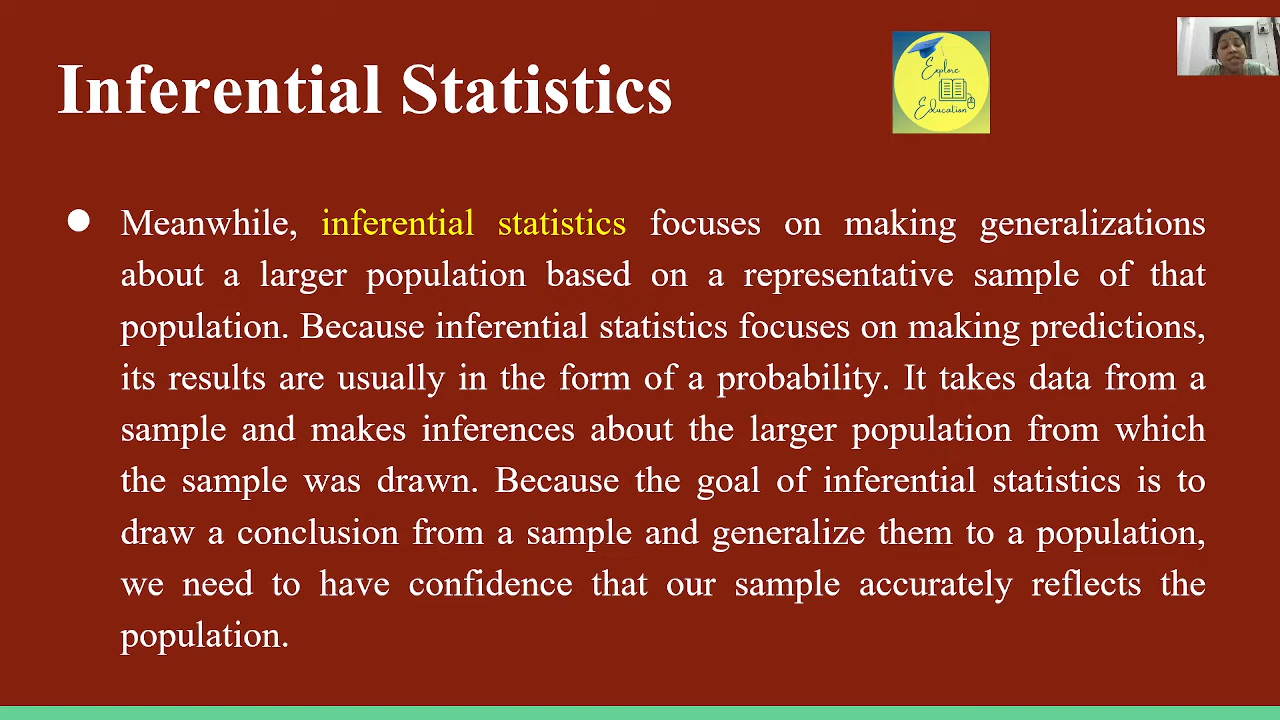 Inferential Statistics
Explore
Education
● Meanwhile, inferential statistics focuses on making generalizations
about a larger population based on a representative sample of that
population. Because inferential statistics focuses on making predictions,
its results are usually in the form of a probability. It takes data from a
sample and makes inferences about the larger population from which
the sample was drawn. Because the goal of inferential statistics is to
draw a conclusion from a sample and generalize them to a population,
we need to have confidence that our sample accurately reflects the
population.